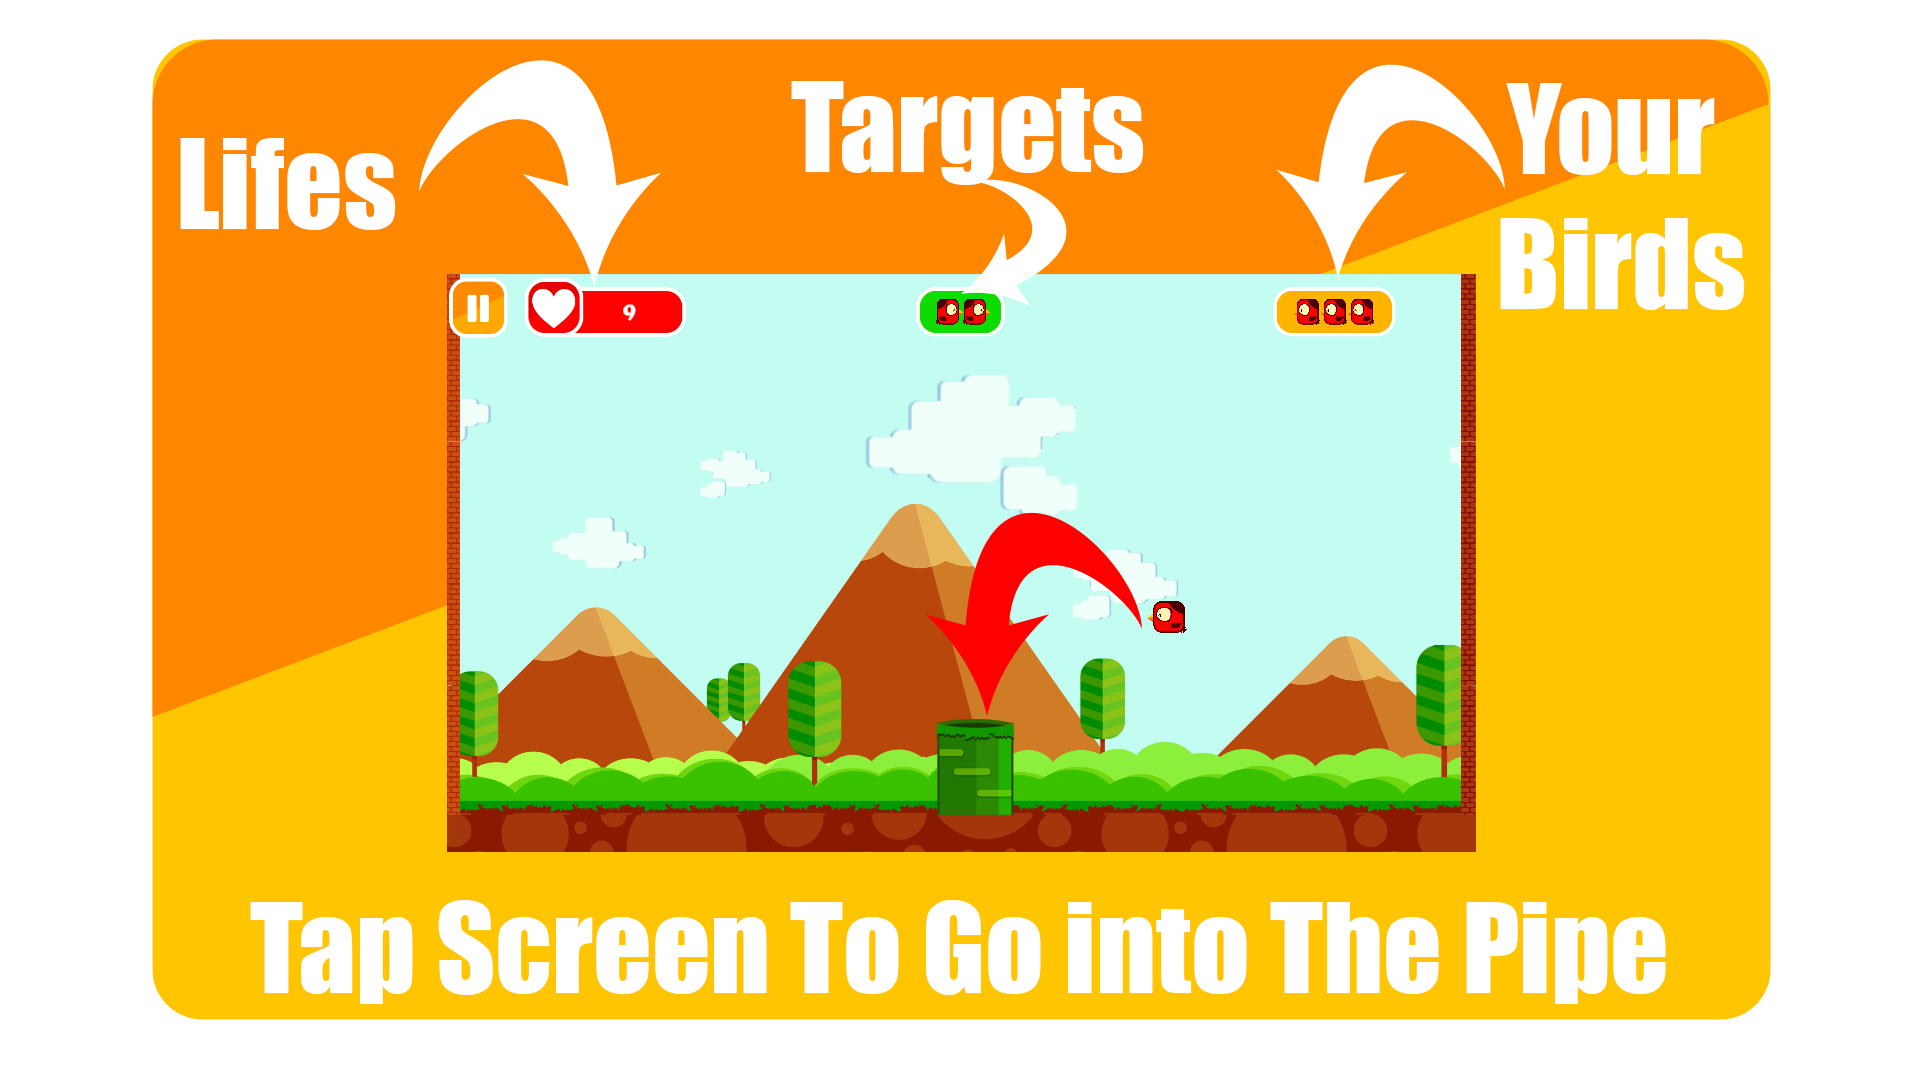 Lifes
Targets
Your
Birds
9
Tap Screen To Go into The Pipe